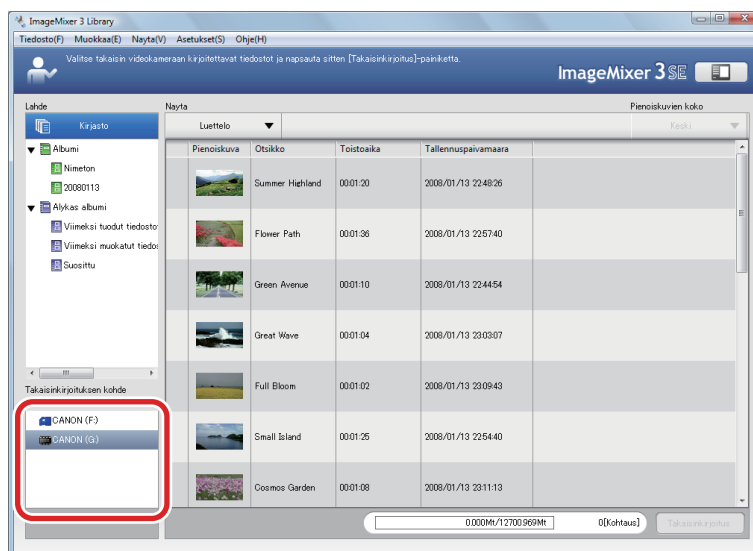 ImageMixer 3 Library
Tiedosto(F) Muokkaa(E) Nayta(V) Asetukset(S) Ohje(H)
Valitse takaisin videokameraan kirjoitettavat tiedostot ja napsauta sitten [Takaisinkirjoitus]-painiketta.
ImageMixer 3 SE
Lahde Nayta Pienoiskuvien koko
Kirjasto Luettelo Keski
Albumi
Nimeton
20080113
Alykas albumi
Viimeksi tuodut tiedosto
Viimeksi muokatut tiedo
Suosittu
Pienoiskuva Otsikko Toistoaika Tallennuspaivamaara
Summer Highland 00:01:20 2008/01/13 22:48:26
Flower Path 00:01:36 2008/01/13 22:57:40
Green Avenue 00:01:10 2008/01/13 22:44:54
Great Wave 00:01:04 2008/01/13 23:03:07
Full Bloom 00:01:02 2008/01/13 23:09:43
Small Island 00:01:25 2008/01/13 22:54:40
Cosmos Garden 00:01:08 2008/01/13 23:11:13
Takaisinkirjoituksen kohde
CANON (F:)
CANON (G:)
0.000Mt/12700.969Mt 0[Kohtaus] Takaisinkirjoitus